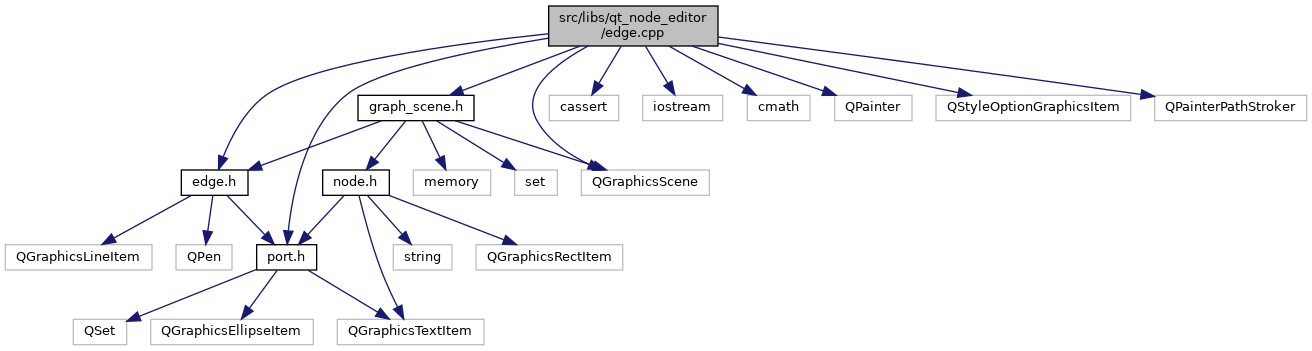 src/libs/qt_node_editor
/edge.cpp
graph_scene.h
cassert
iostream
cmath
QPainter
QStyleOptionGraphicsItem
QPainterPathStroker
edge.h
node.h
memory
set
QGraphicsScene
QGraphicsLineItem
QPen
port.h
string
QGraphicsRectItem
QSet
QGraphicsEllipseItem
QGraphicsTextItem